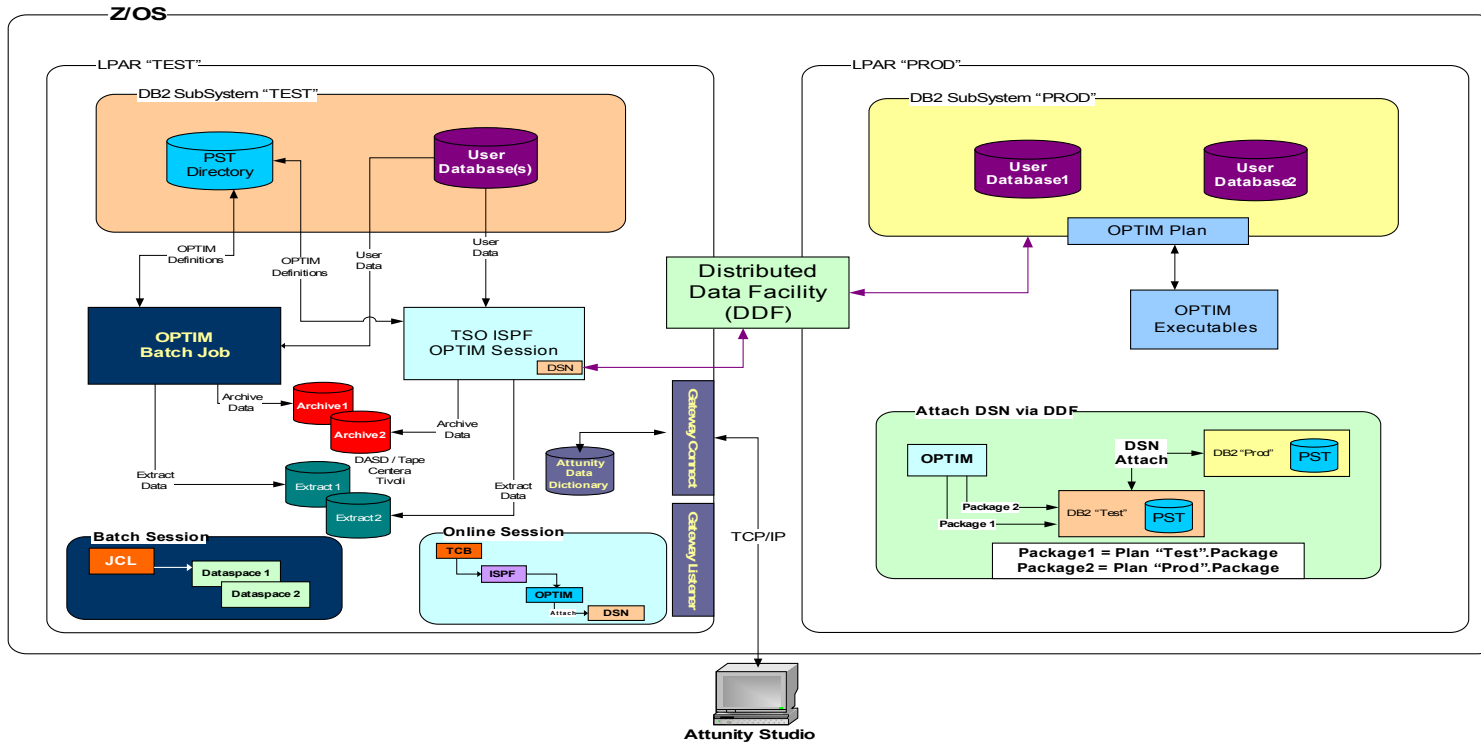 Z/OS
LPAR “TEST”
DB2 SubSystem “TEST”
PST
Directory
User
Database(s)
OPTIM
Definitions
OPTIM
Definitions
User
Data
User
Data
OPTIM
Batch Job
TSO ISPF
OPTIM Session
DSN
Archive
Data
Archive1
Archive2
Archive
Data
DASD / Tape
Centera
Tivoli
Extract
Data
Extract 1
Extract2
Extract
Data
Attunity
Data
Dictionary
Gateway Connect
Gateway Listener
Batch Session
JCL
Dataspace 1
Dataspace 2
Online Session
TCB
ISPF
OPTIM
Attach
DSN
Distributed
Data Facility
(DDF)
TCP/IP
LPAR “PROD”
DB2 SubSystem “PROD”
User
Database1
User
Database2
OPTIM Plan
OPTIM
Executables
Attach DSN via DDF
OPTIM
DSN
Attach
DB2 “Prod”
PST
Package 2
Package 1
DB2 “Test”
PST
Package1 = Plan “Test”.Package
Package2 = Plan “Prod”.Package
Attunity Studio